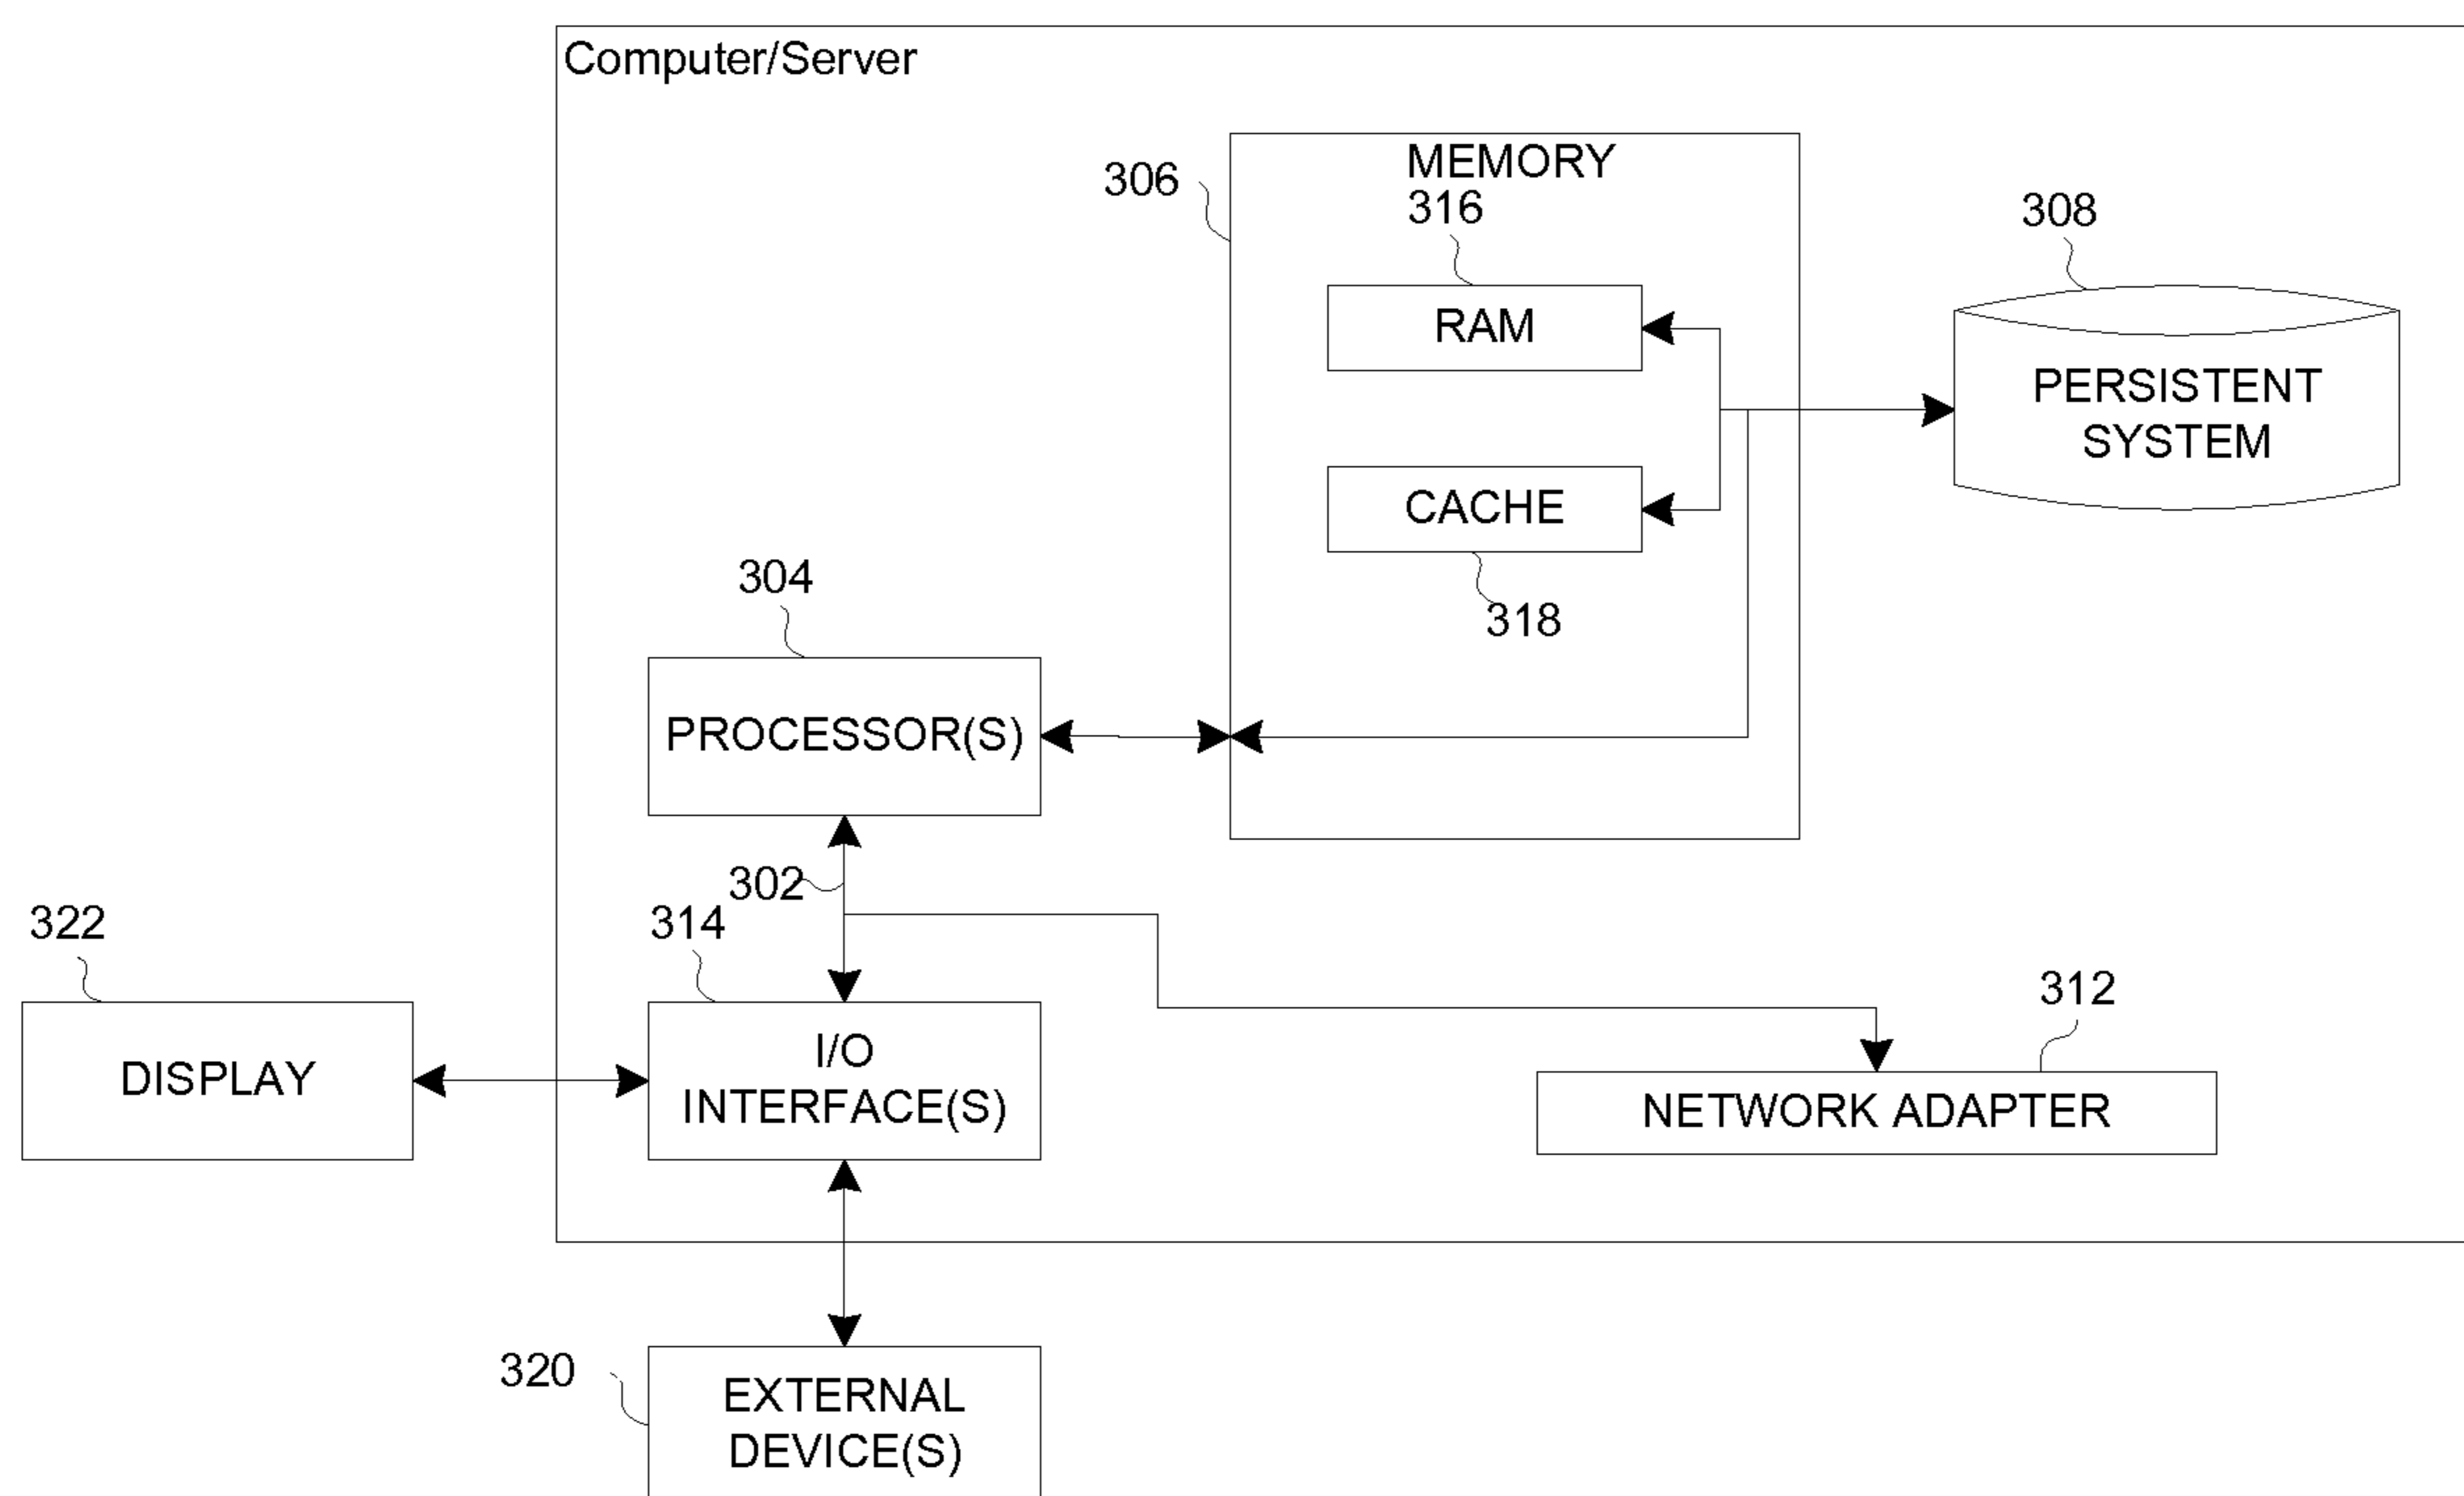 Computer/Server
306
MEMORY
316
308
RAM
PERSISTENT
SYSTEM
CACHE
318
304
PROCESSOR(S)
302
322
314
312
DISPLAY
I/O
INTERFACE(S)
NETWORK ADAPTER
320
EXTERNAL
DEVICE(S)